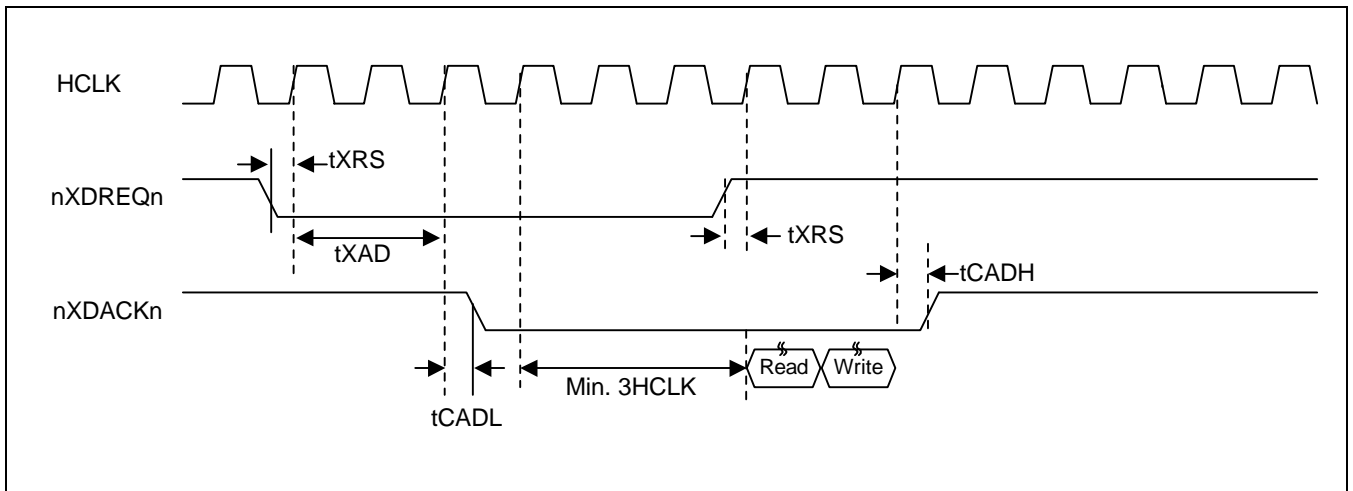 HCLK
tXRS
nXDREQn
tXRS
tXAD
tCADH
nXDACKn
Read Write
Min. 3HCLK
tCADL